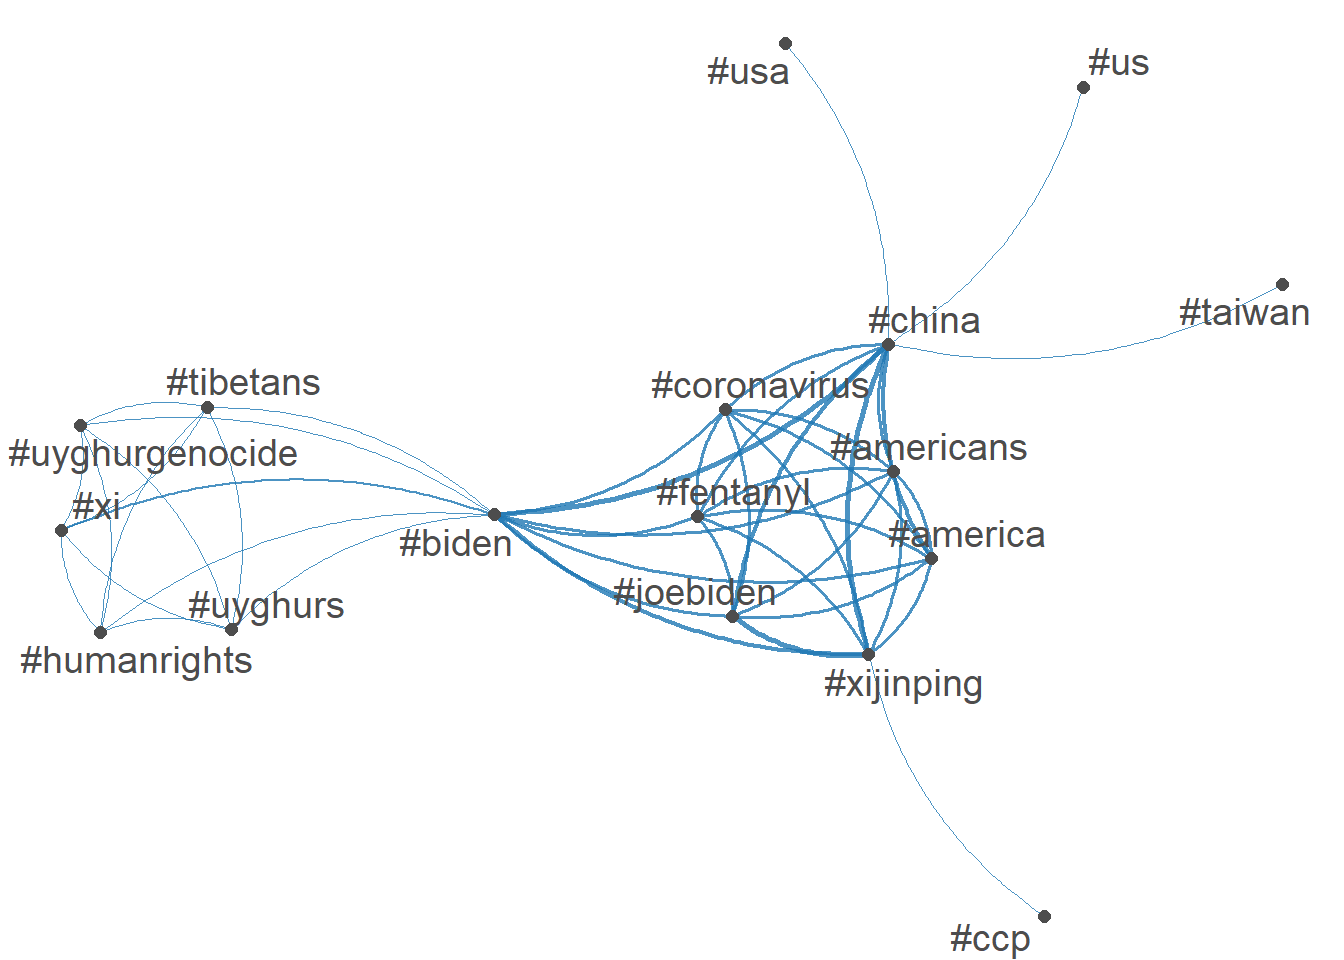 #us
#usa
#taiwan
#china
#tibetans
#coronavirus
#americans
#uyghurgenocide
#fentanyl
#xi
#america
#biden
#joebiden
#uyghurs
#humanrights
#xijinping
#ccp